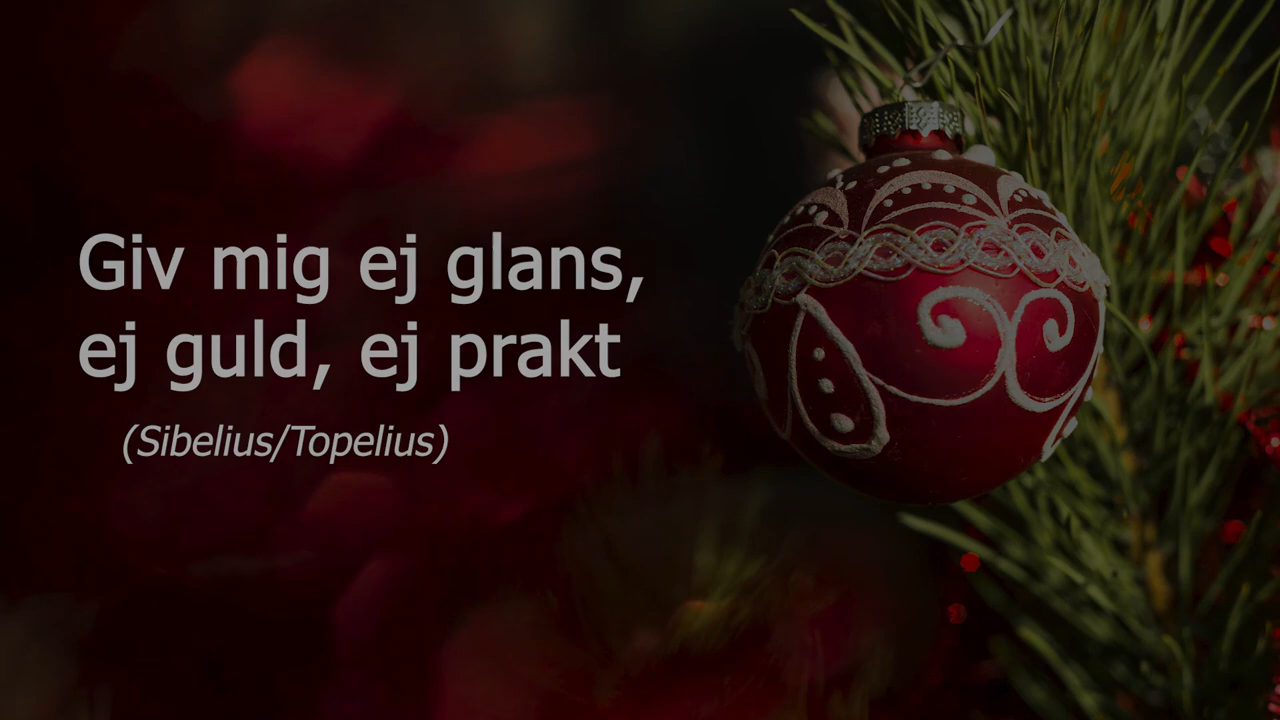 Giv mig ej glans,
ej guld, ej prakt
(Sibelius/Topelius)